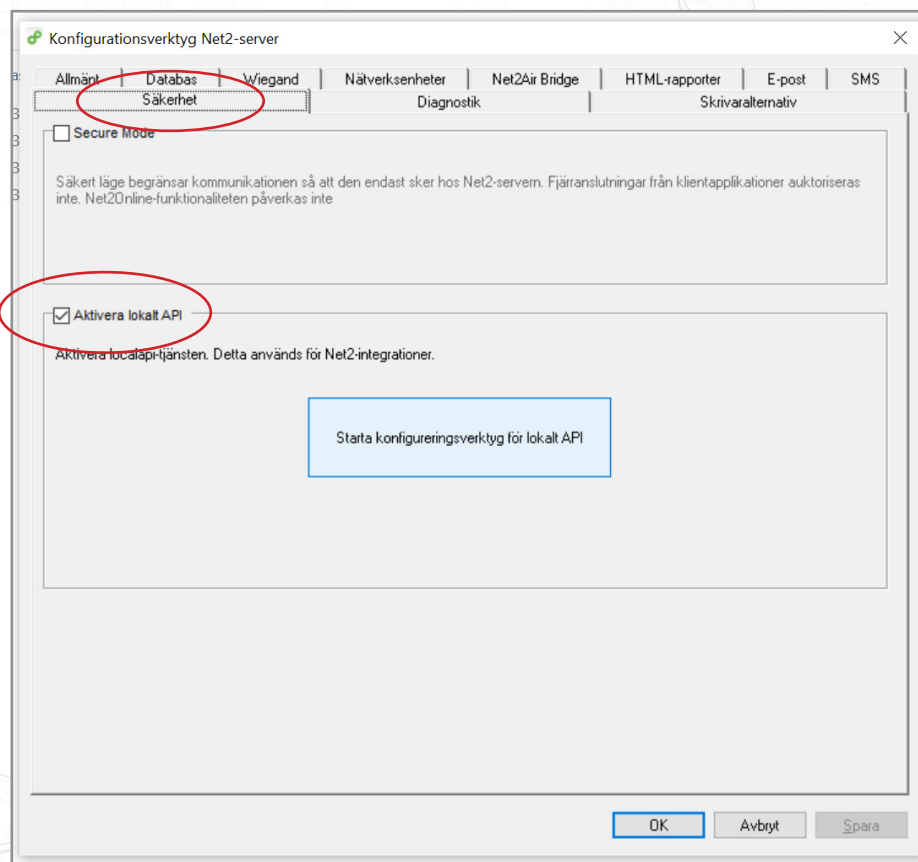 Konfigurationsverktyg Net2-server
Allmänt Databas Wiegand Nätverksenheter Net2Air Bridge HTML-rapporter E-post SMS
Säkerhet Diagnostik Skrivaralternativ
Secure Mode
Säkert läge begränsar kommunikationen så att den endast sker hos Net2-servern. Fjärranslutningar från klientapplikationer auktoriseras
inte. Net2Online-funktionaliteten påverkas inte
Aktivera lokalt API
Aktivera localapi-tjänsten. Detta används för Net2-integrationer.
Starta konfigureringsverktyg för lokalt API
OK Avbryt Spara